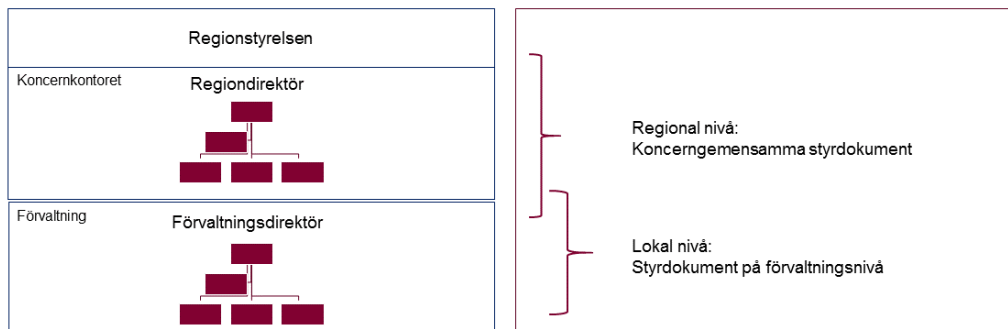 Regionstyrelsen
Koncernkontoret
Regiondirektör
Förvaltning
Förvaltningsdirektör
Regional nivå:
Koncerngemensamma styrdokument
Lokal nivå:
Styrdokument på förvaltningsnivå